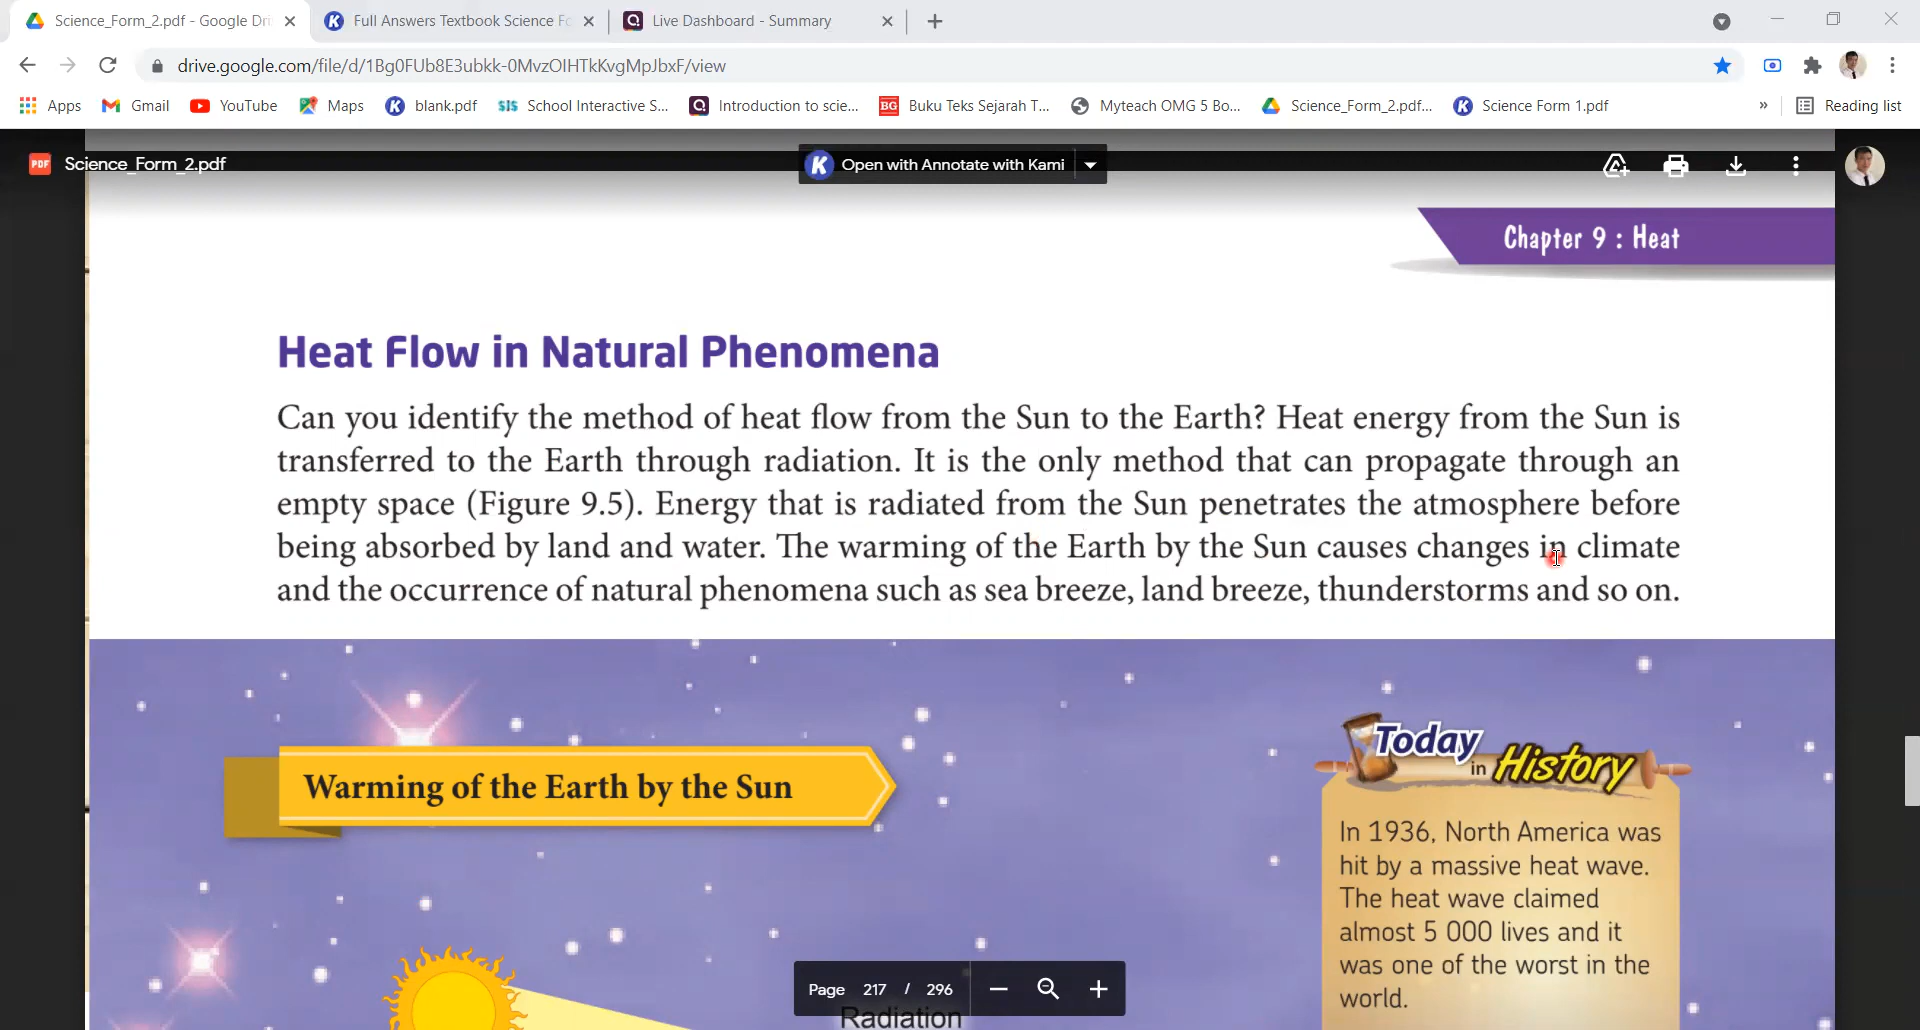 Science_Form_2.pdf - Google Dri
Full Answers Textbook Science Fo
Live Dashboard - Summary
drive.google.com/file/d/1Bg0FUb8E3ubkk-0MvzOIHTkKvgMpJbxF/view
Apps
Gmail
YouTube
Maps
blank.pdf
School Interactive S...
Introduction to scie...
Buku Teks Sejarah T...
Myteach OMG 5 Bo...
Science_Form_2.pdf...
Science Form 1.pdf
»
Reading list
PDF
Science_Form_2.pdf
Open with Annotate with Kami
Chapter 9 : Heat
Heat Flow in Natural Phenomena
Can you identify the method of heat flow from the Sun to the Earth? Heat energy from the Sun is
transferred to the Earth through radiation. It is the only method that can propagate through an
empty space (Figure 9.5). Energy that is radiated from the Sun penetrates the atmosphere before
being absorbed by land and water. The warming of the Earth by the Sun causes changes in climate
and the occurrence of natural phenomena such as sea breeze, land breeze, thunderstorms and so on.
Warming of the Earth by the Sun
Today
in History
In 1936, North America was
hit by a massive heat wave.
The heat wave claimed
almost 5 000 lives and it
was one of the worst in the
world.
Page 217 / 296
Radiation